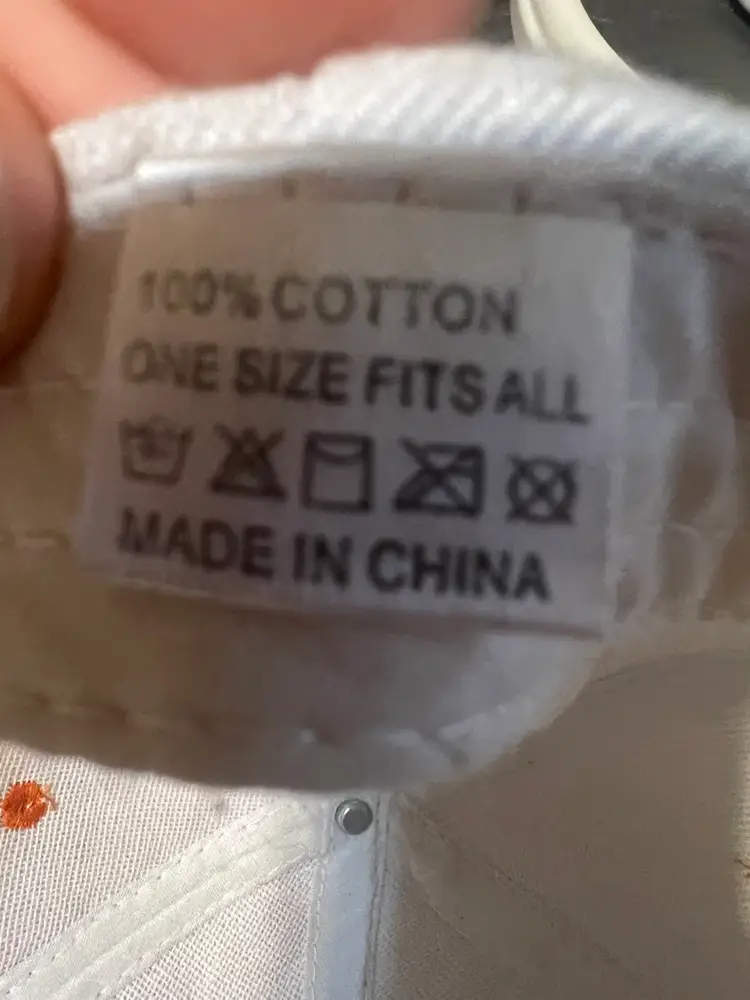 100% COTTON
ONE SIZE FITS ALL
MADE IN CHINA